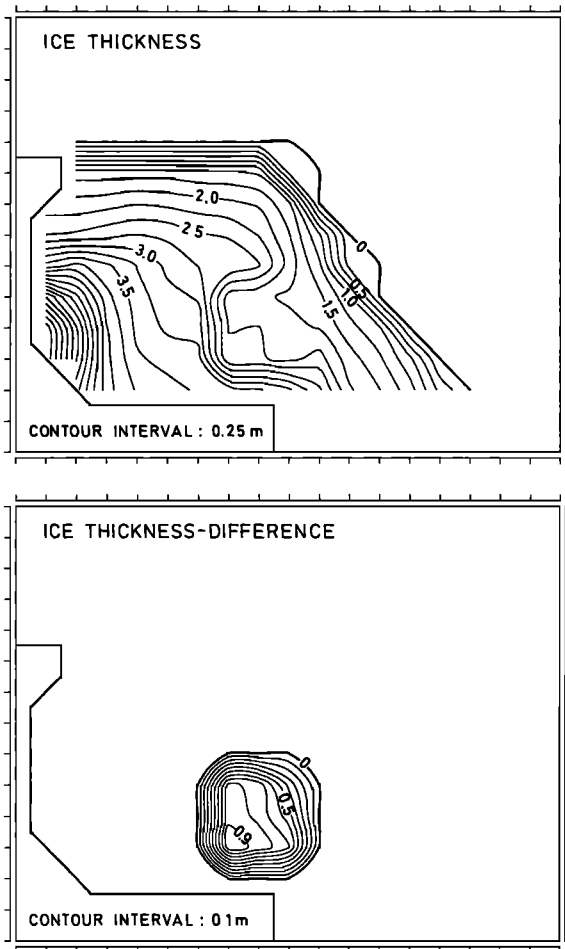 ICE THICKNESS
2.0
2 5
3.0
3.5
0
0.5
1.0
1.5
CONTOUR INTERVAL : 0.25 m
ICE THICKNESS-DIFFERENCE
0
0.5
0.9
CONTOUR INTERVAL : 0 1 m